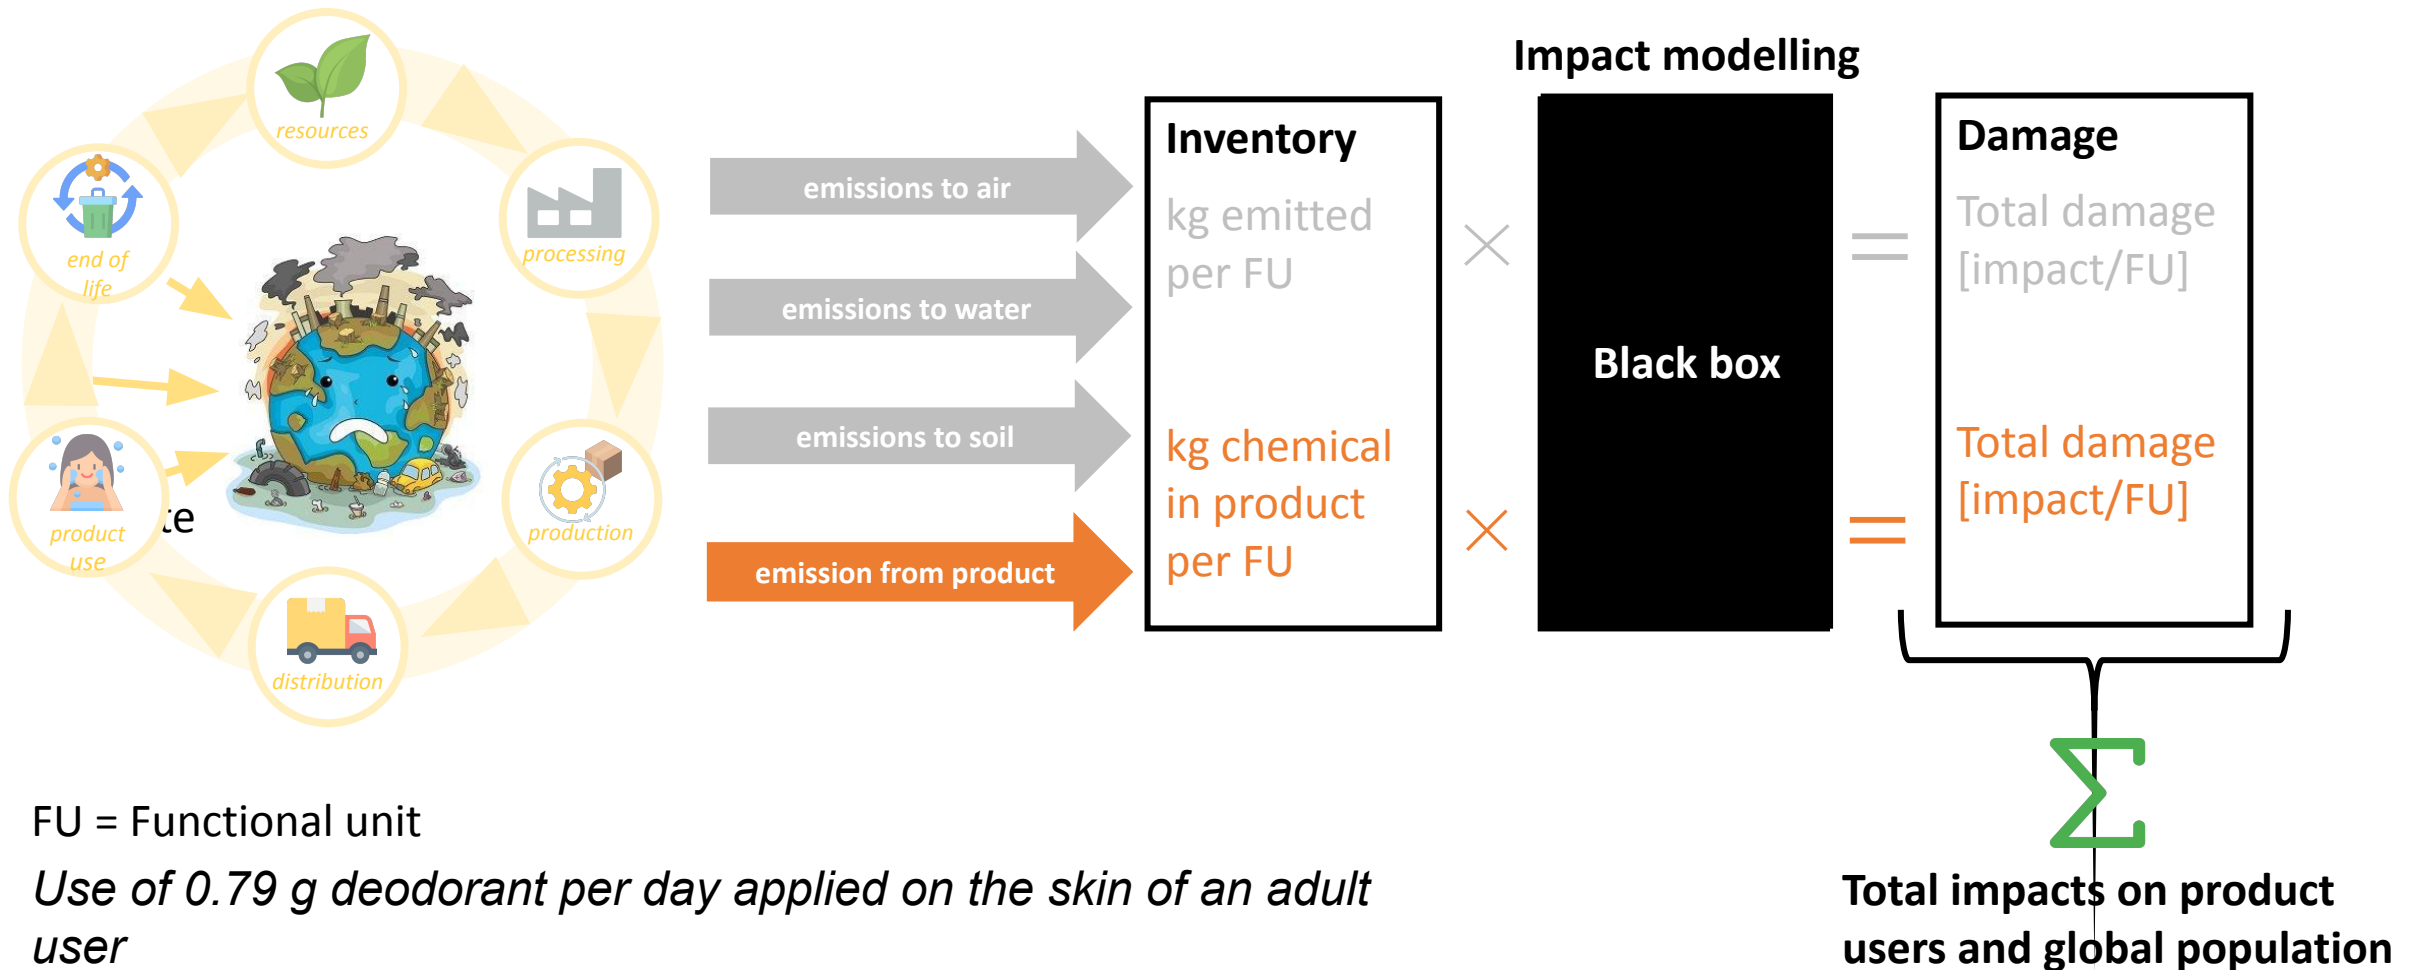 resources
end of
life
processing
product
use
te
production
distribution
emissions to air
emissions to water
emissions to soil
emission from product
Inventory
kg emitted
per FU
kg chemical
in product
per FU
×
×
Impact modelling
Black box
=
=
Damage
Total damage
[impact/FU]
Total damage
[impact/FU]
Σ
Total impacts on product
users and global population
FU = Functional unit
Use of 0.79 g deodorant per day applied on the skin of an adult
user